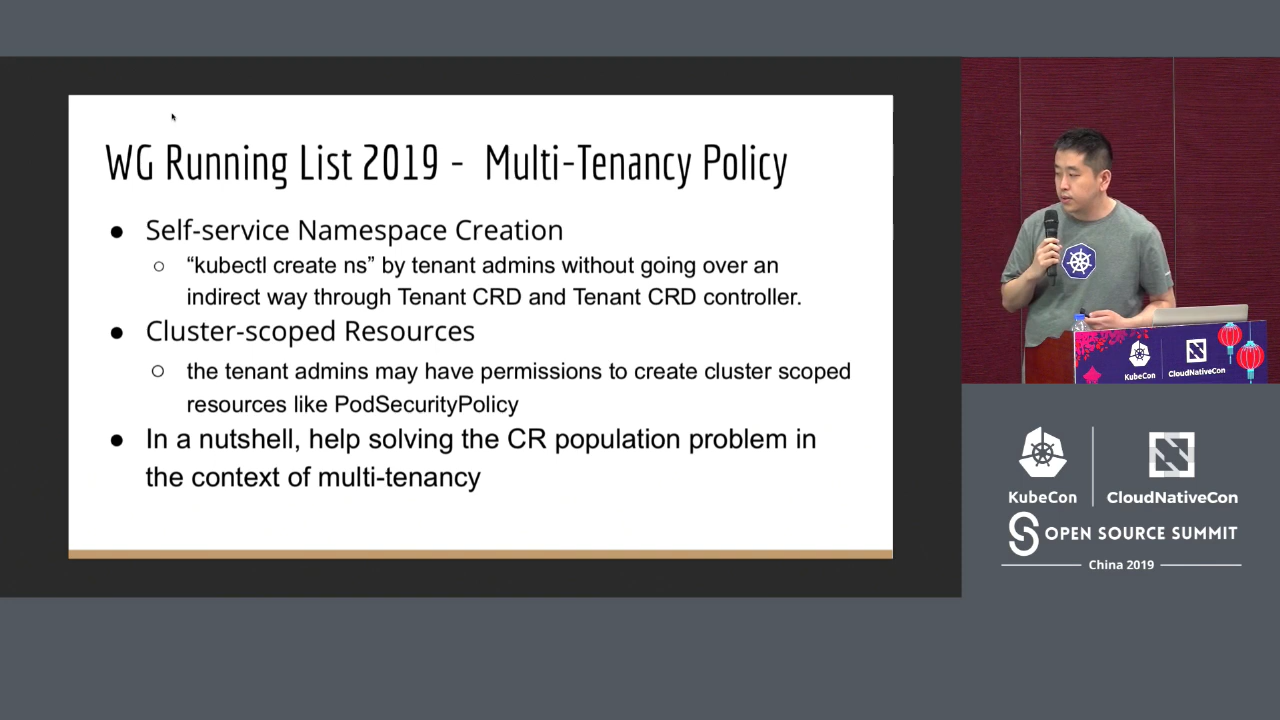 WG Running List 2019 - Multi-Tenancy Policy
● Self-service Namespace Creation
○ “kubectl create ns” by tenant admins without going over an
indirect way through Tenant CRD and Tenant CRD controller.
● Cluster-scoped Resources
○ the tenant admins may have permissions to create cluster scoped
resources like PodSecurityPolicy
● In a nutshell, help solving the CR population problem in
the context of multi-tenancy
KubeCon
CloudNativeCon
KubeCon
CloudNativeCon
OPEN SOURCE SUMMIT
China 2019